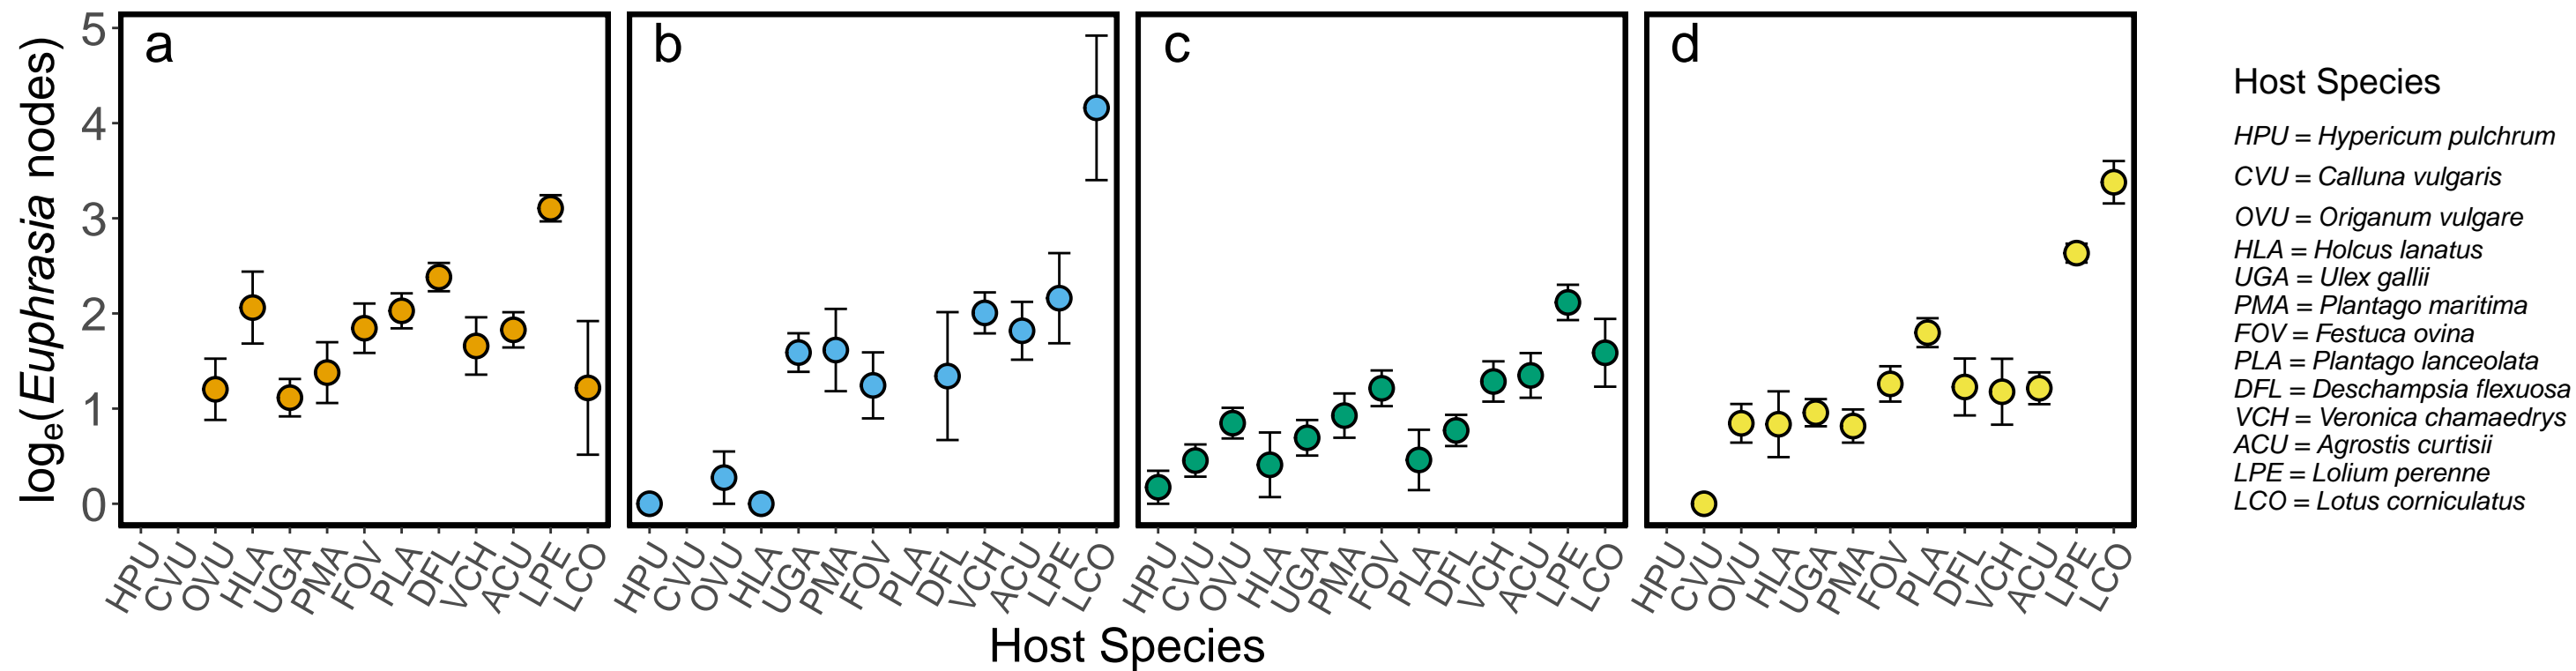 a b c d
5
4
3
2
1
0
logₑ(Euphrasia nodes)
HPU CVU OVU HLA UGA PMA FOV PLA DFL VCH ACU LPE LCO
HPU CVU OVU HLA UGA PMA FOV PLA DFL VCH ACU LPE LCO
HPU CVU OVU HLA UGA PMA FOV PLA DFL VCH ACU LPE LCO
HPU CVU OVU HLA UGA PMA FOV PLA DFL VCH ACU LPE LCO
Host Species
Host Species
HPU = Hypericum pulchrum
CVU = Calluna vulgaris
OVU = Origanum vulgare
HLA = Holcus lanatus
UGA = Ulex gallii
PMA = Plantago maritima
FOV = Festuca ovina
PLA = Plantago lanceolata
DFL = Deschampsia flexuosa
VCH = Veronica chamaedrys
ACU = Agrostis curtisii
LPE = Lolium perenne
LCO = Lotus corniculatus